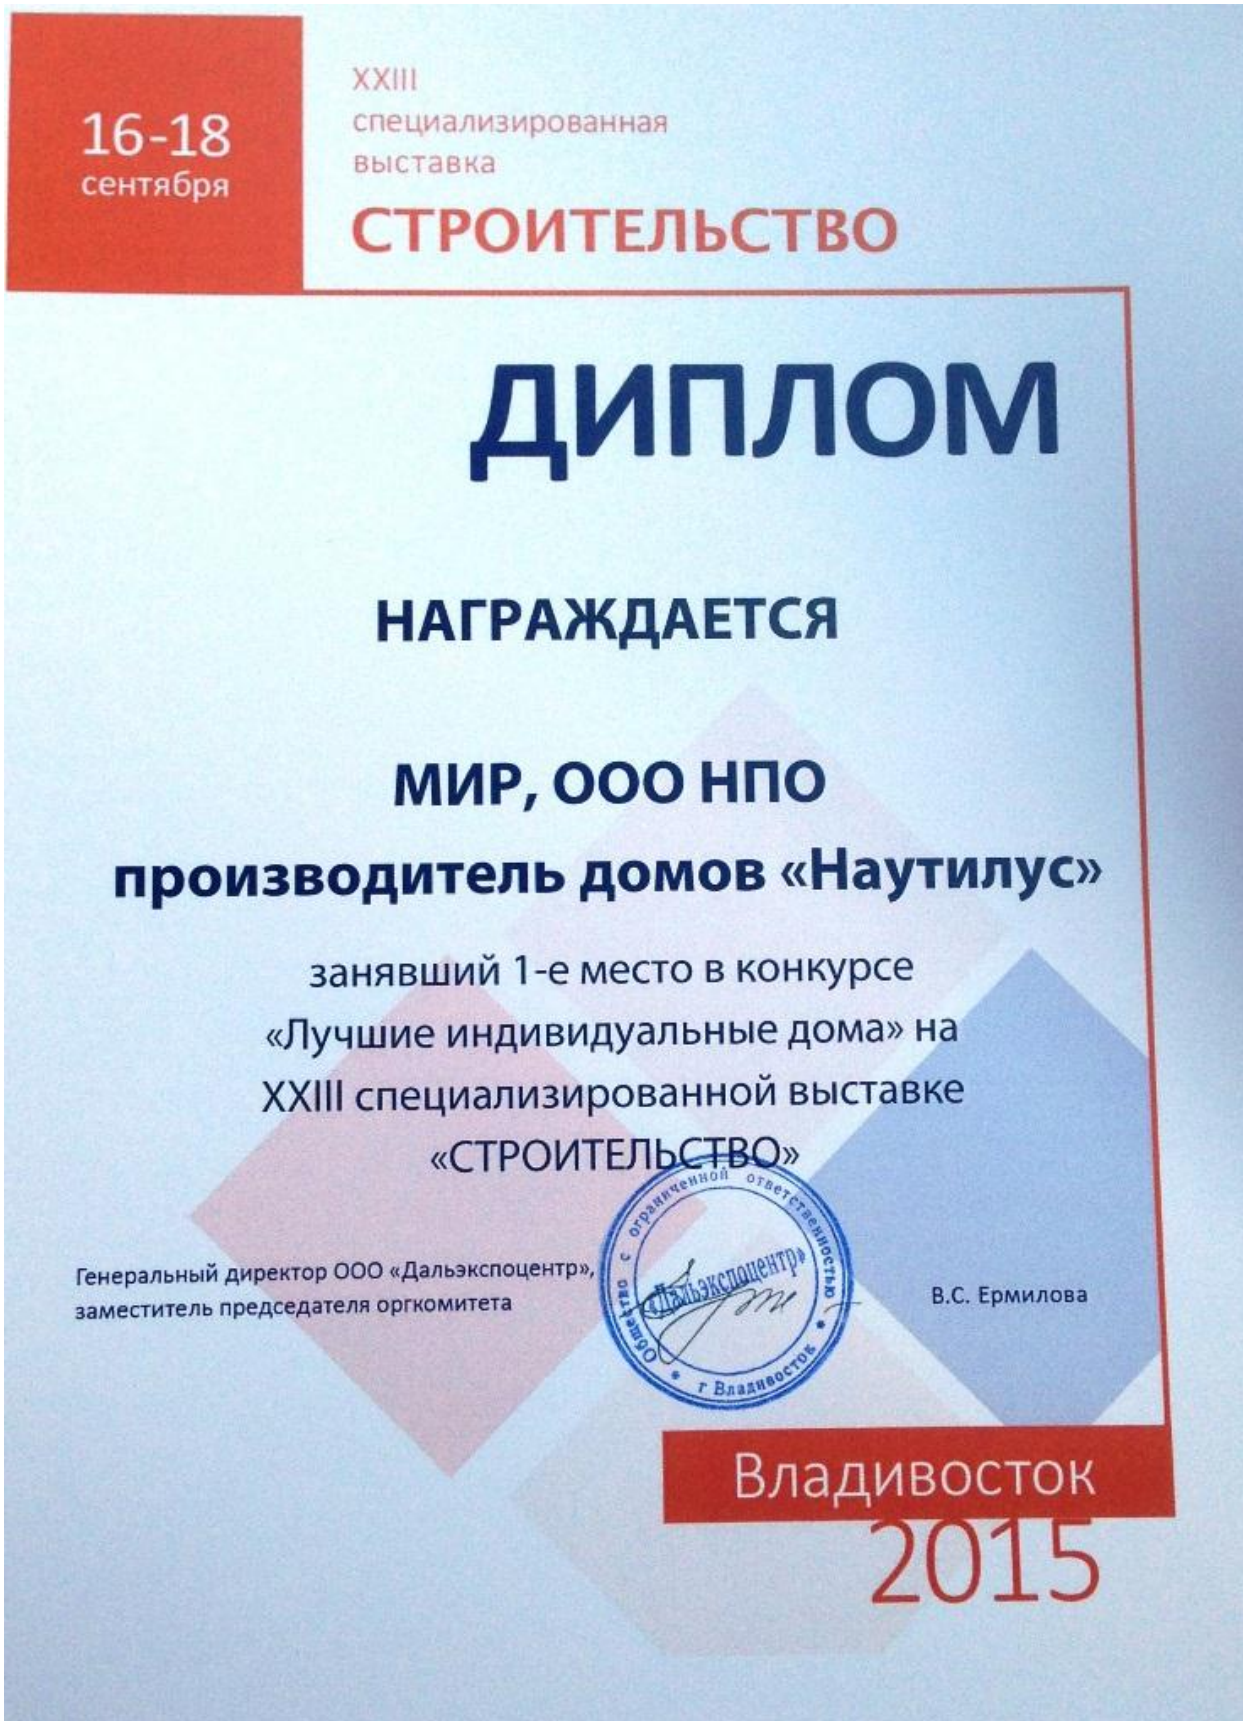 16-18
сентября
XXIII
специализированная
выставка
СТРОИТЕЛЬСТВО
ДИПЛОМ
НАГРАЖДАЕТСЯ
МИР, ООО НПО
производитель домов «Наутилус»
занявший 1-е место в конкурсе
«Лучшие индивидуальные дома» на
XXIII специализированной выставке
«СТРОИТЕЛЬСТВО»
Генеральный директор ООО «Дальэкспоцентр»,
заместитель председателя оргкомитета
Общество с ограниченной ответственностью
«Дальэкспоцентр»
г Владивосток
В.С. Ермилова
Владивосток
2015